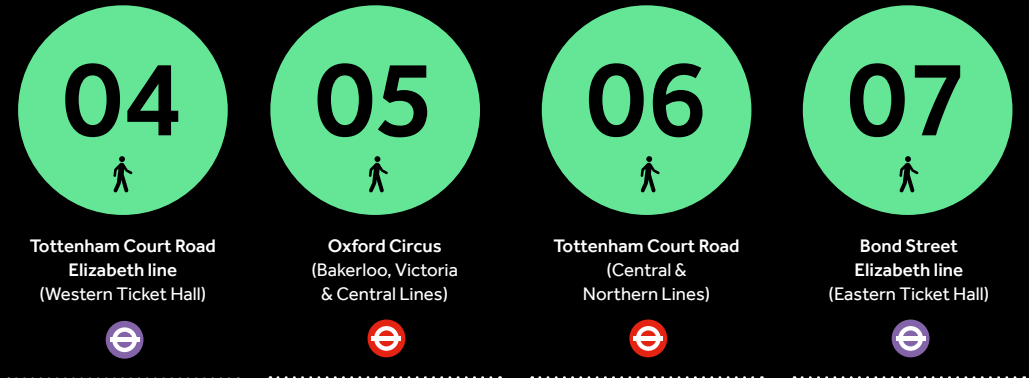 04
Tottenham Court Road
Elizabeth line
(Western Ticket Hall)
05
Oxford Circus
(Bakerloo, Victoria
& Central Lines)
06
Tottenham Court Road
(Central &
Northern Lines)
07
Bond Street
Elizabeth line
(Eastern Ticket Hall)